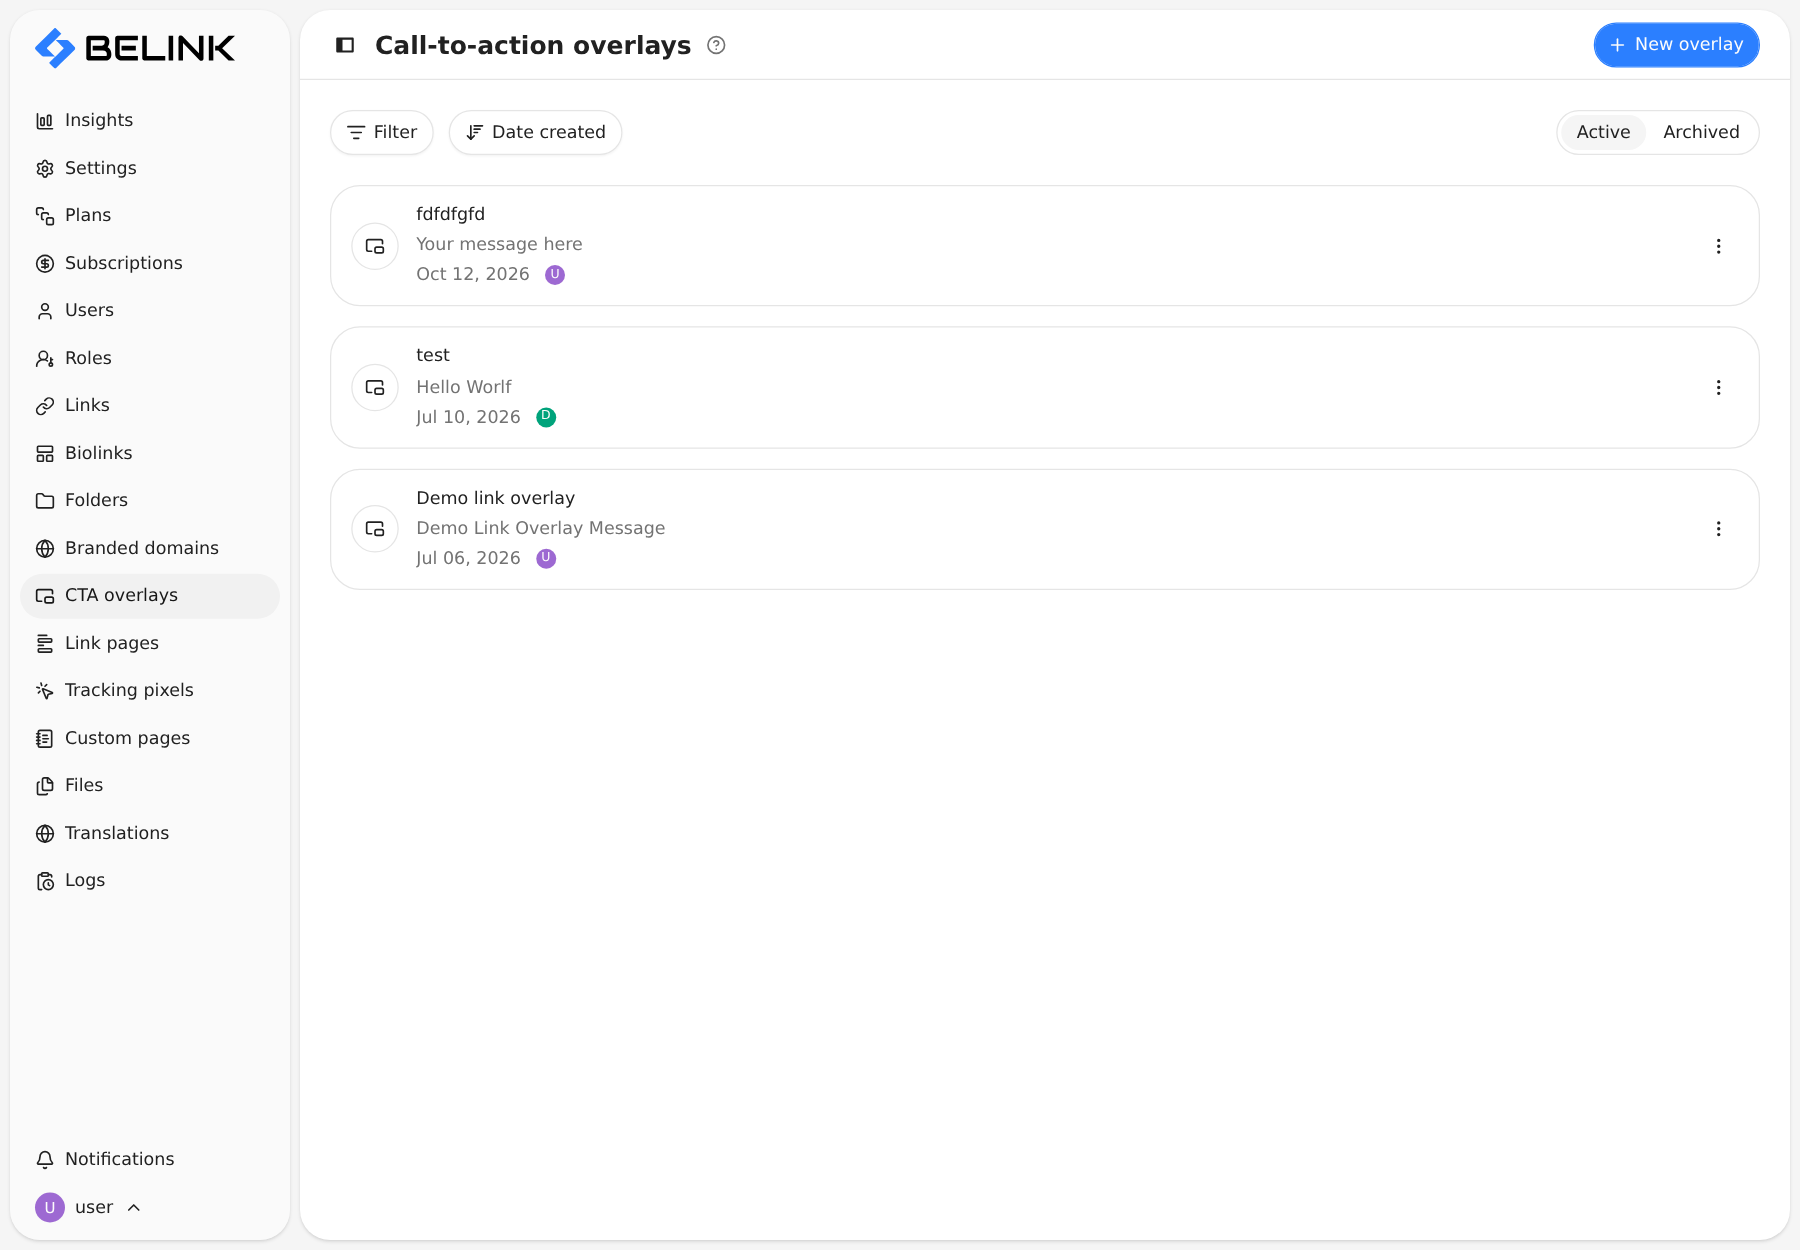 BELINK
Insights
Settings
Plans
Subscriptions
Users
Roles
Links
Biolinks
Folders
Branded domains
CTA overlays
Link pages
Tracking pixels
Custom pages
Files
Translations
Logs
Notifications
U user
Call-to-action overlays
New overlay
Filter
Date created
Active
Archived
fdfdfgfd
Your message here
Oct 12, 2026 U
test
Hello Worlf
Jul 10, 2026 D
Demo link overlay
Demo Link Overlay Message
Jul 06, 2026 U